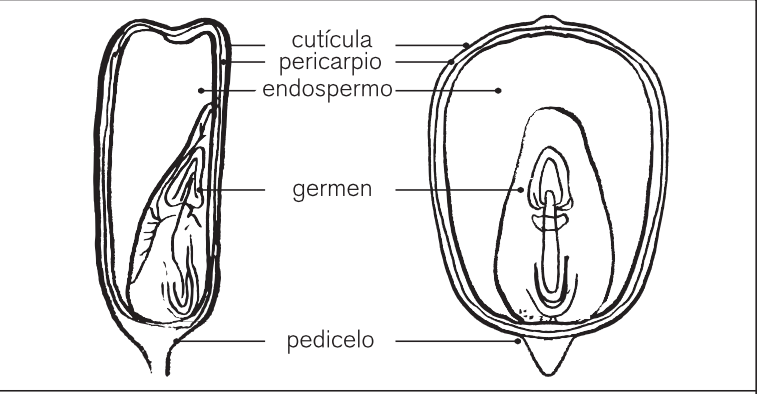 cutícula
pericarpio
endospermo
germen
pedicelo